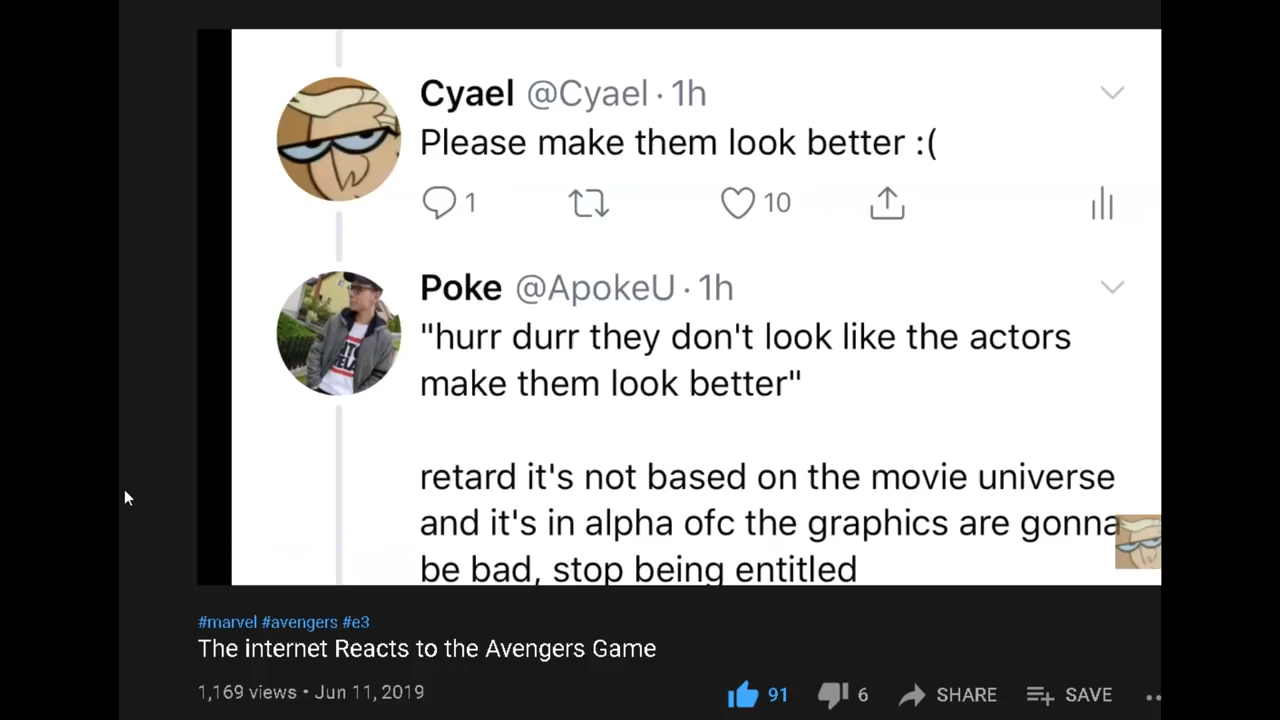 Cyael @Cyael · 1h
Please make them look better :(
1 10
Poke @ApokeU · 1h
"hurr durr they don't look like the actors
make them look better"
retard it's not based on the movie universe
and it's in alpha ofc the graphics are gonna
be bad, stop being entitled
#marvel #avengers #e3
The internet Reacts to the Avengers Game
1,169 views • Jun 11, 2019
91 6 SHARE SAVE